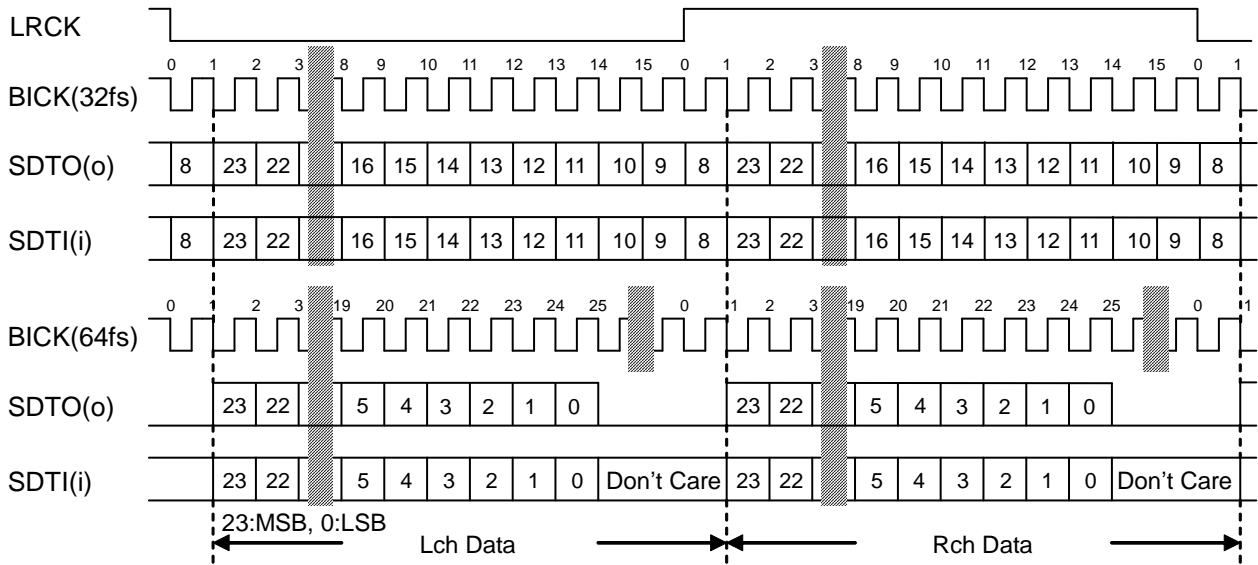 LRCK
0 1 2 3 8 9 10 11 12 13 14 15 0 1 2 3 8 9 10 11 12 13 14 15 0 1
BICK(32fs)
SDTO(o) 8 23 22 16 15 14 13 12 11 10 9 8 23 22 16 15 14 13 12 11 10 9 8
SDTI(i) 8 23 22 16 15 14 13 12 11 10 9 8 23 22 16 15 14 13 12 11 10 9 8
0 1 2 3 19 20 21 22 23 24 25 0 1 2 3 19 20 21 22 23 24 25 0 1
BICK(64fs)
SDTO(o) 23 22 5 4 3 2 1 0 23 22 5 4 3 2 1 0
SDTI(i) 23 22 5 4 3 2 1 0 Don't Care 23 22 5 4 3 2 1 0 Don't Care
23:MSB, 0:LSB
Lch Data Rch Data